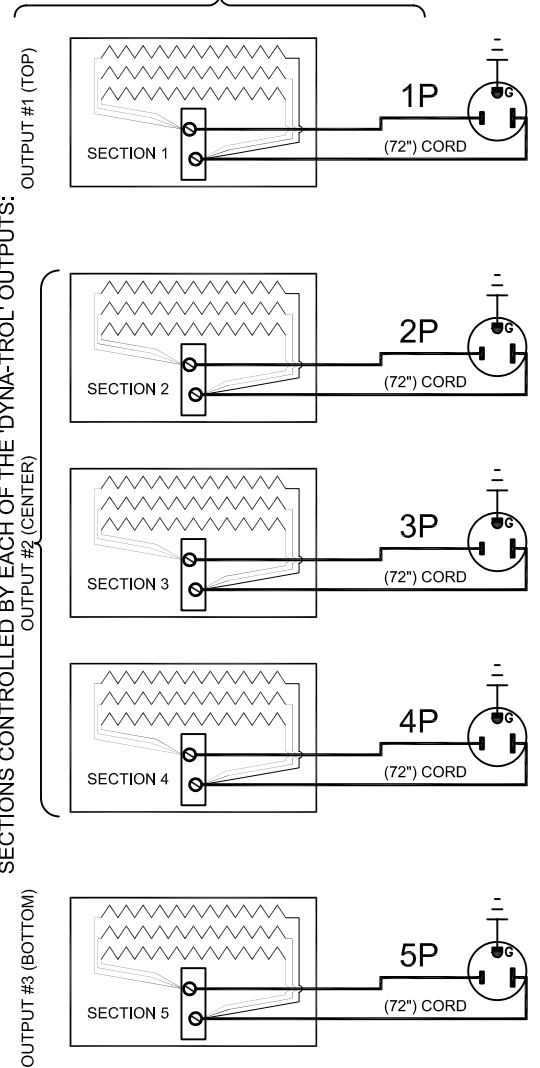 SECTIONS CONTROLLED BY EACH OF THE 'DYNA-TROL' OUTPUTS:
OUTPUT #1 (TOP)
SECTION 1
1P
G
(72") CORD
OUTPUT #2 (CENTER)
SECTION 2
2P
G
(72") CORD
SECTION 3
3P
G
(72") CORD
SECTION 4
4P
G
(72") CORD
OUTPUT #3 (BOTTOM)
SECTION 5
5P
G
(72") CORD